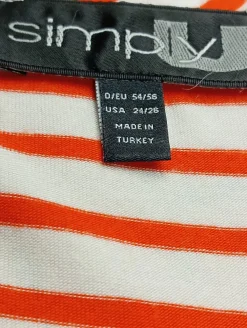 simply U
D/EU 54/56
USA 24/26
MADE IN
TURKEY